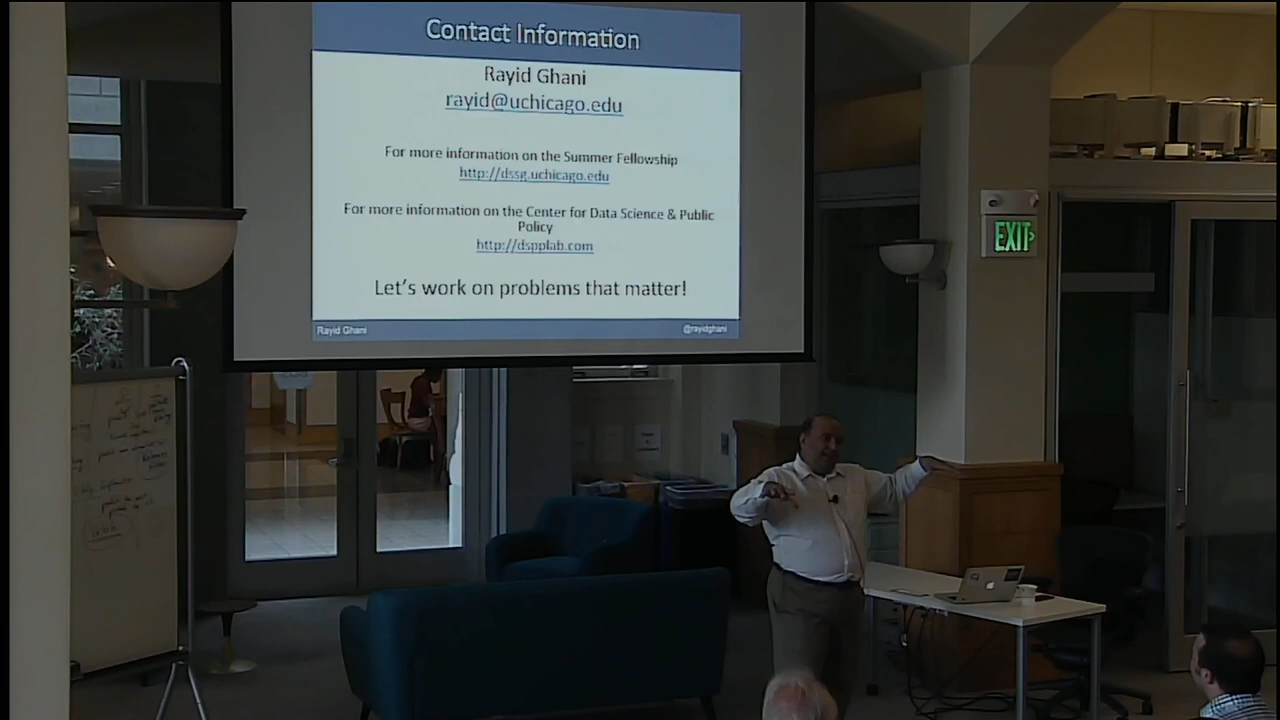 Contact Information
Rayid Ghani
rayid@uchicago.edu
For more information on the Summer Fellowship
http://dssg.uchicago.edu
For more information on the Center for Data Science & Public
Policy
http://dspplab.com
Let's work on problems that matter!
Rayid Ghani
@rayidghani
EXIT